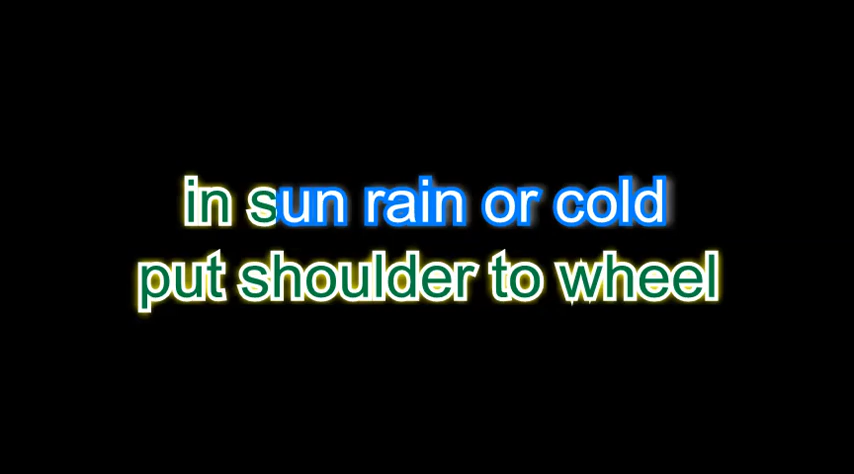 in sun rain or cold
put shoulder to wheel